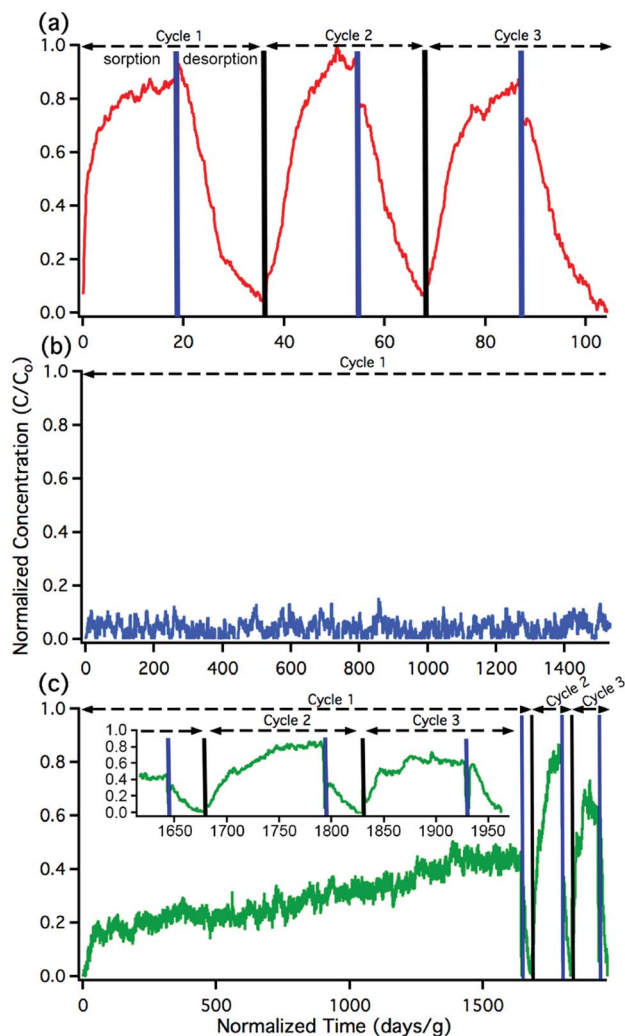 (a)
Cycle 1 Cycle 2 Cycle 3
1.0
sorption desorption
0.8
0.6
0.4
0.2
0.0
0 20 40 60 80 100
(b)
Cycle 1
1.0
0.8
0.6
0.4
0.2
0.0
0 200 400 600 800 1000 1200 1400
Normalized Concentration (C/Co)
(c)
Cycle 1 Cycle 2 Cycle 3
1.0
Cycle 2 Cycle 3
0.8
0.6
0.4
0.2
0.0
1650 1700 1750 1800 1850 1900 1950
0.8
0.6
0.4
0.2
0.0
0 500 1000 1500
Normalized Time (days/g)